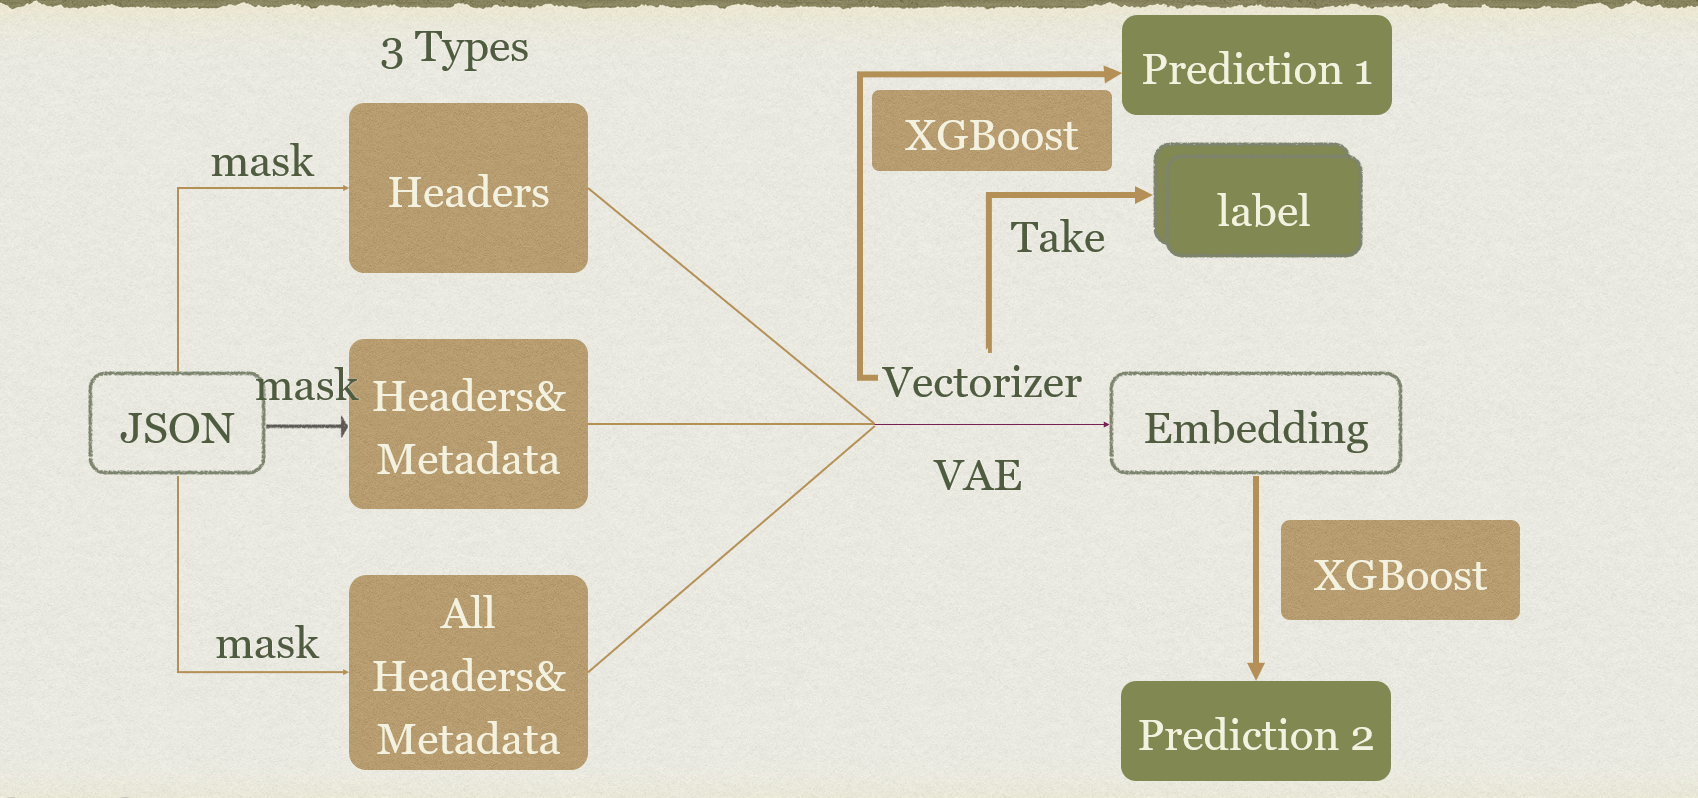 3 Types
mask
Headers
mask
JSON
Headers&
Metadata
mask
All
Headers&
Metadata
Prediction 1
XGBoost
label
Take
Vectorizer
VAE
Embedding
XGBoost
Prediction 2